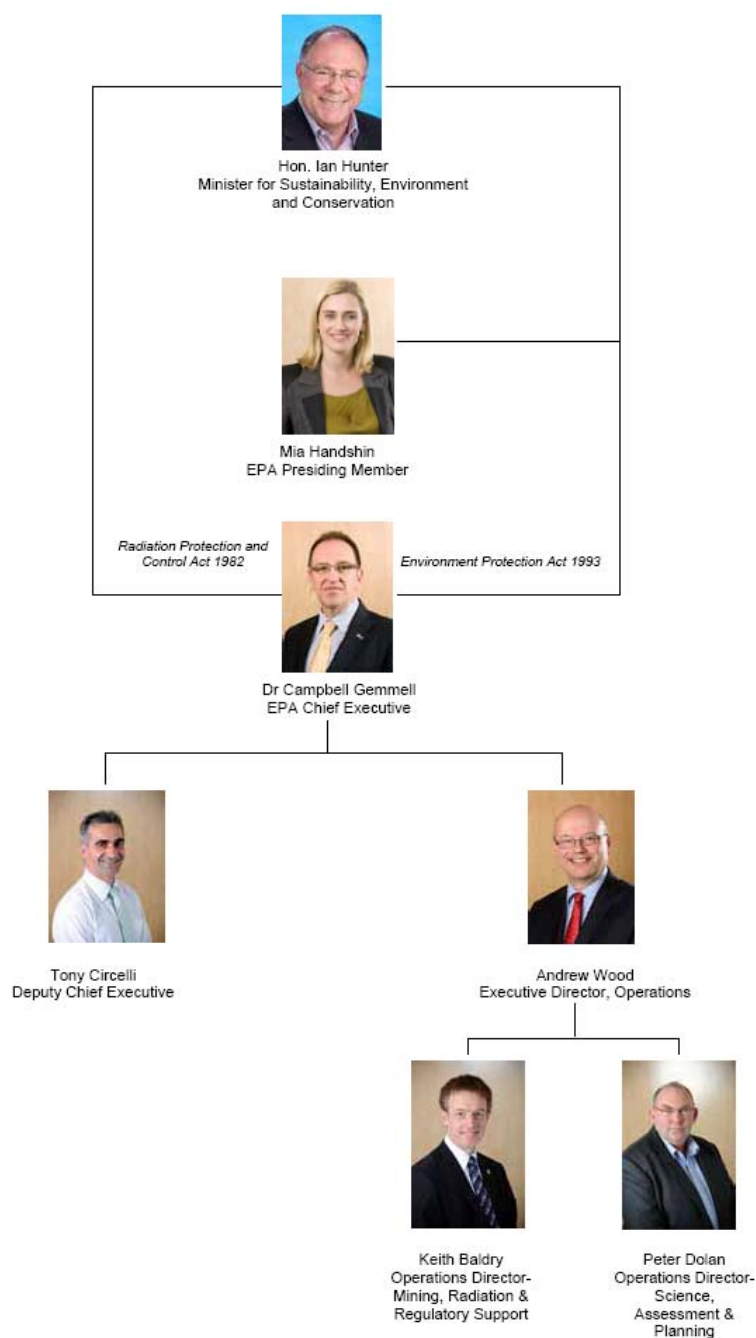 Hon. Ian Hunter
Minister for Sustainability, Environment
and Conservation
Mia Handshin
EPA Presiding Member
Radiation Protection and
Control Act 1982
Environment Protection Act 1993
Dr Campbell Gemmell
EPA Chief Executive
Tony Circelli
Deputy Chief Executive
Andrew Wood
Executive Director, Operations
Keith Baldry
Operations Director-
Mining, Radiation &
Regulatory Support
Peter Dolan
Operations Director-
Science,
Assessment &
Planning